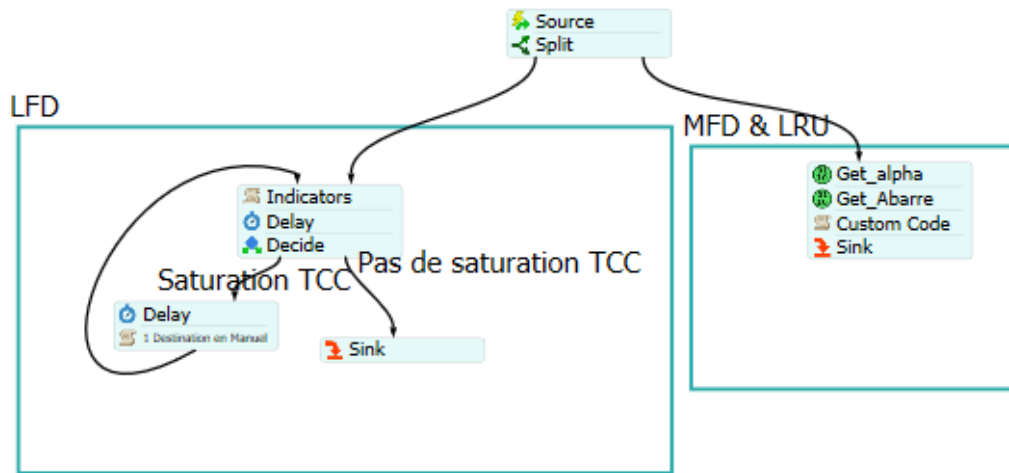 Source
Split
LFD
MFD & LRU
Indicators
Delay
Decide
Saturation TCC
Pas de saturation TCC
Delay
1 Destination en Manuel
Sink
Get_alpha
Get_Abarre
Custom Code
Sink